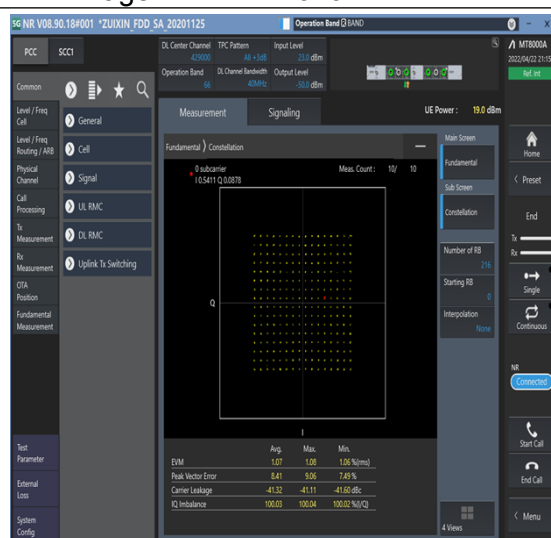 NR V08.90.18#001 *ZUIXIN_FDD_SA_20201125
Operation Band Q BAND
PCC
SCC1
DL Center Channel
429000
TPC Pattern
All +3dB
Input Level
23.0 dBm
Operation Band
66
DL Channel Bandwidth
40MHz
Output Level
-50.0 dBm
MT8000A
2022/04/22 21:15
Ref. Int
Common
Level / Freq
Cell
Level / Freq
Routing / ARB
Physical
Channel
Call
Processing
Tx
Measurement
Rx
Measurement
OTA
Position
Fundamental
Measurement
Test
Parameter
External
Loss
System
Config
General
Cell
Signal
UL RMC
DL RMC
Uplink Tx Switching
Measurement
Signaling
UE Power : 19.0 dBm
Fundamental
Constellation
0 subcarrier
I 0.5411 Q 0.0878
Meas. Count : 10/ 10
Q
I
Avg. Max. Min.
EVM 1.07 1.08 1.06 %(rms)
Peak Vector Error 8.41 9.06 7.49 %
Carrier Leakage -41.32 -41.11 -41.60 dBc
IQ Imbalance 100.03 100.04 100.02 %(I/Q)
Main Screen
Fundamental
Sub Screen
Constellation
Number of RB
216
Starting RB
0
Interpolation
None
4 Views
Home
Preset
End
Tx
Rx
Single
Continuous
NR
Connected
Start Call
End Call
Menu